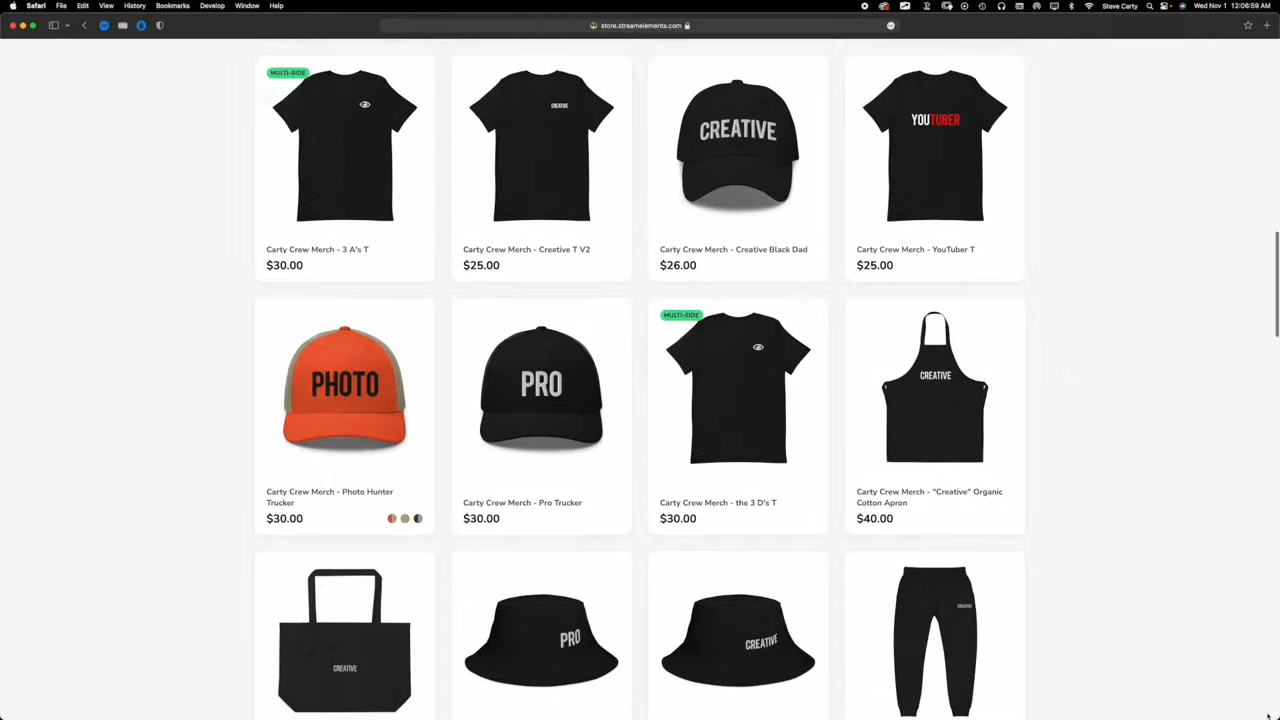 Safari File Edit View History Bookmarks Develop Window Help
Steve Carty Wed Nov 1 12:06:59 AM
store.streamelements.com
MULTI-SIDE
CREATIVE
CREATIVE
YOUTUBER
Carty Crew Merch - 3 A's T
$30.00
Carty Crew Merch - Creative T V2
$25.00
Carty Crew Merch - Creative Black Dad
$26.00
Carty Crew Merch - YouTuber T
$25.00
PHOTO
PRO
MULTI-SIDE
CREATIVE
Carty Crew Merch - Photo Hunter
Trucker
$30.00
Carty Crew Merch - Pro Trucker
$30.00
Carty Crew Merch - the 3 D's T
$30.00
Carty Crew Merch - "Creative" Organic
Cotton Apron
$40.00
CREATIVE
PRO
CREATIVE
CREATIVE